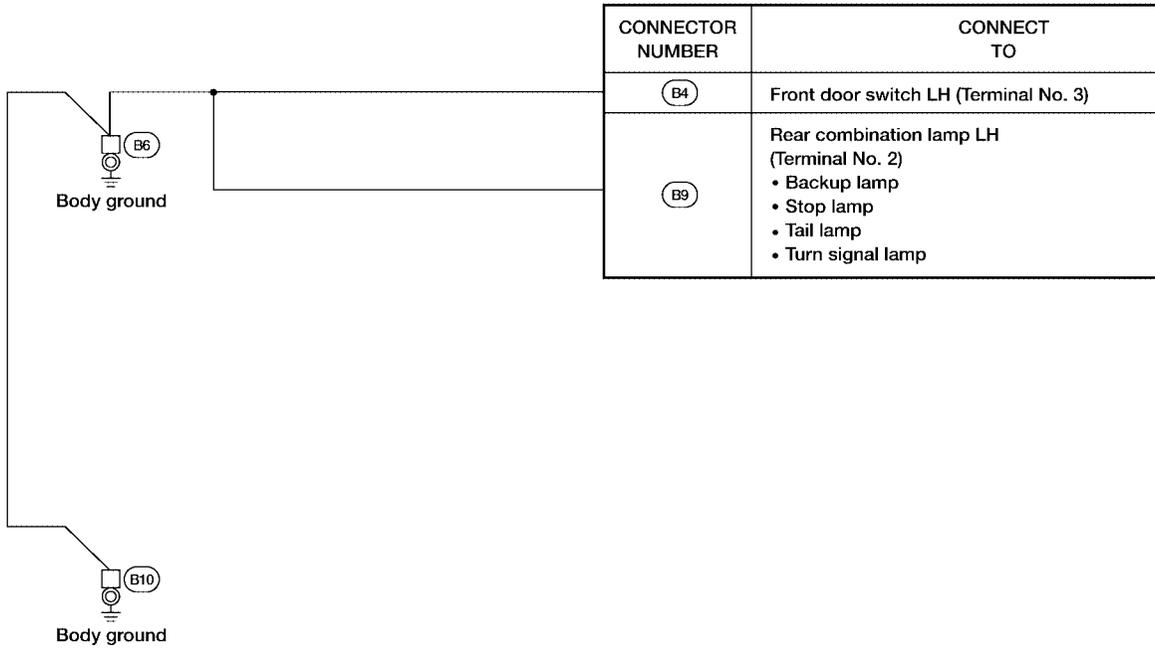 CONNECTOR
NUMBER
CONNECT
TO
B4
Front door switch LH (Terminal No. 3)
B6
Body ground
B9
Rear combination lamp LH
(Terminal No. 2)
• Backup lamp
• Stop lamp
• Tail lamp
• Turn signal lamp
B10
Body ground